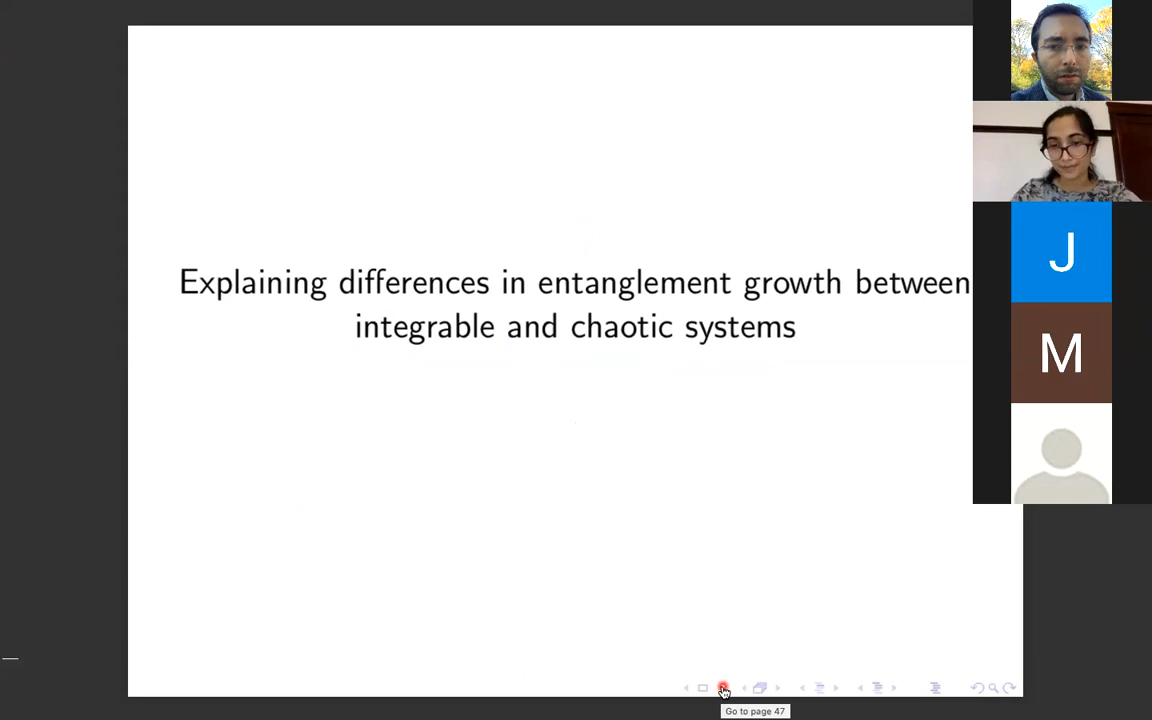 Explaining differences in entanglement growth between
integrable and chaotic systems
J
M
Go to page 47